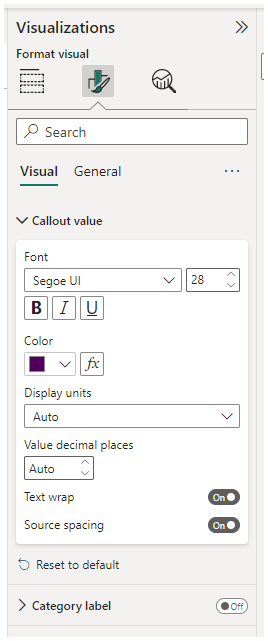 Visualizations
Format visual
Search
Visual General ...
Callout value
Font
Segoe UI 28
B I U
Color
fx
Display units
Auto
Value decimal places
Auto
Text wrap On
Source spacing On
Reset to default
Category label Off